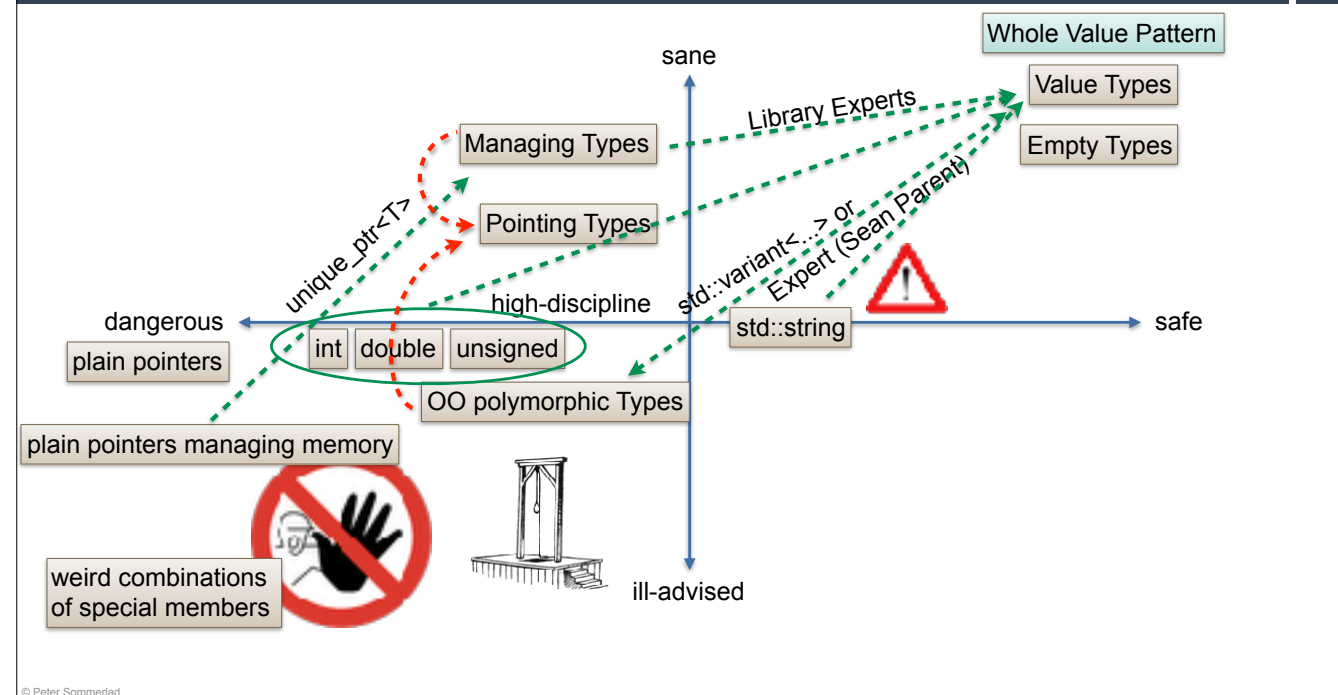 Whole Value Pattern
sane
Value Types
Library Experts
Managing Types
Empty Types
unique_ptr<T>
Pointing Types
std::variant<...> or
Expert (Sean Parent)
high-discipline
dangerous
safe
std::string
int
double
unsigned
plain pointers
OO polymorphic Types
plain pointers managing memory
weird combinations
of special members
ill-advised
© Peter Sommerlad